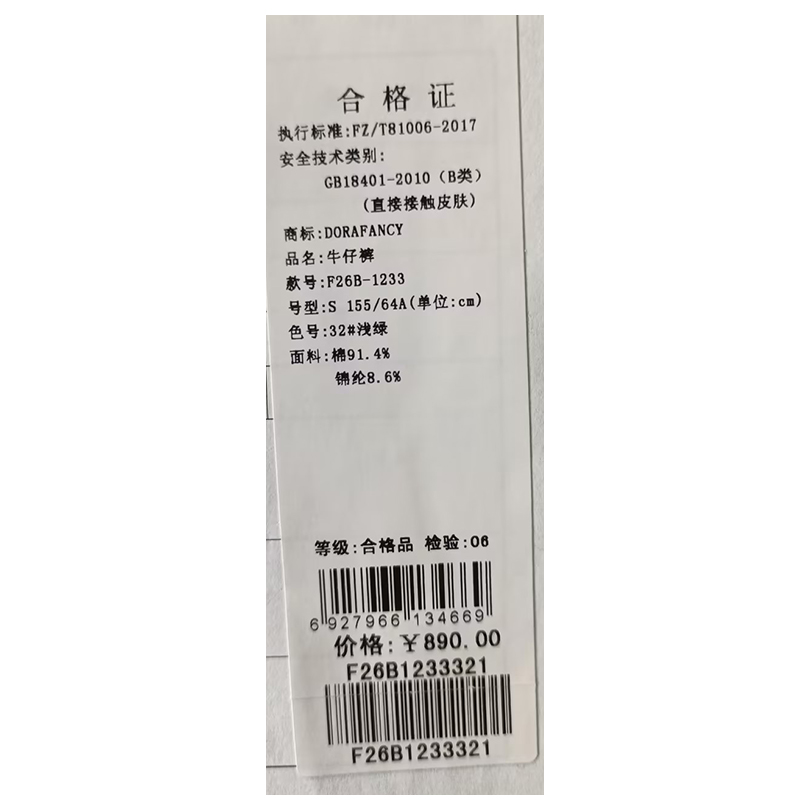 合格证
执行标准:FZ/T81006-2017
安全技术类别:
GB18401-2010（B类）
(直接接触皮肤)
商标:DORAFANCY
品名:牛仔裤
款号:F26B-1233
号型:S 155/64A(单位:cm)
色号:32#浅绿
面料:棉91.4%
锦纶8.6%
等级:合格品 检验:06
6 927966 134669
价格:￥890.00
F26B1233321
F26B1233321